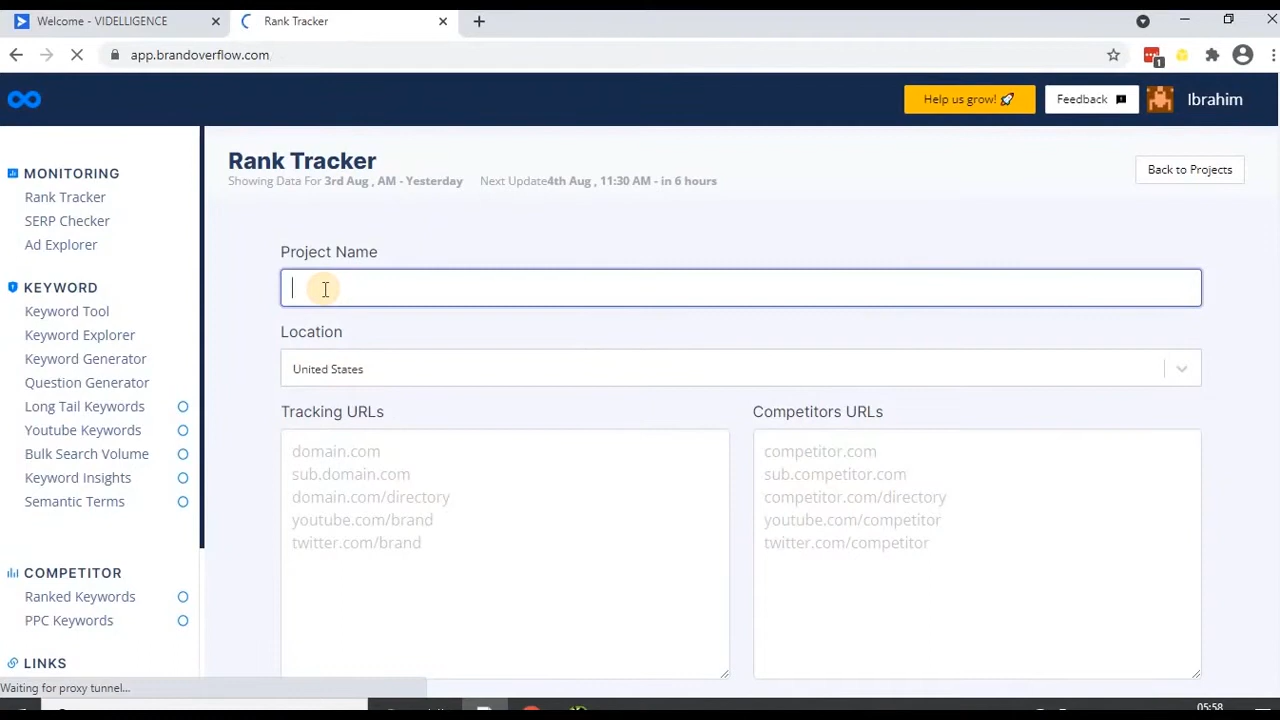 Welcome - VIDELLIGENCE
Rank Tracker
app.brandoverflow.com
1
Help us grow!
Feedback
Ibrahim
MONITORING
Rank Tracker
SERP Checker
Ad Explorer
KEYWORD
Keyword Tool
Keyword Explorer
Keyword Generator
Question Generator
Long Tail Keywords
Youtube Keywords
Bulk Search Volume
Keyword Insights
Semantic Terms
COMPETITOR
Ranked Keywords
PPC Keywords
LINKS
Rank Tracker
Showing Data For 3rd Aug , AM - Yesterday Next Update4th Aug , 11:30 AM - in 6 hours
Back to Projects
Project Name
Location
United States
Tracking URLs
domain.com
sub.domain.com
domain.com/directory
youtube.com/brand
twitter.com/brand
Competitors URLs
competitor.com
sub.competitor.com
competitor.com/directory
youtube.com/competitor
twitter.com/competitor
Waiting for proxy tunnel...
05:58